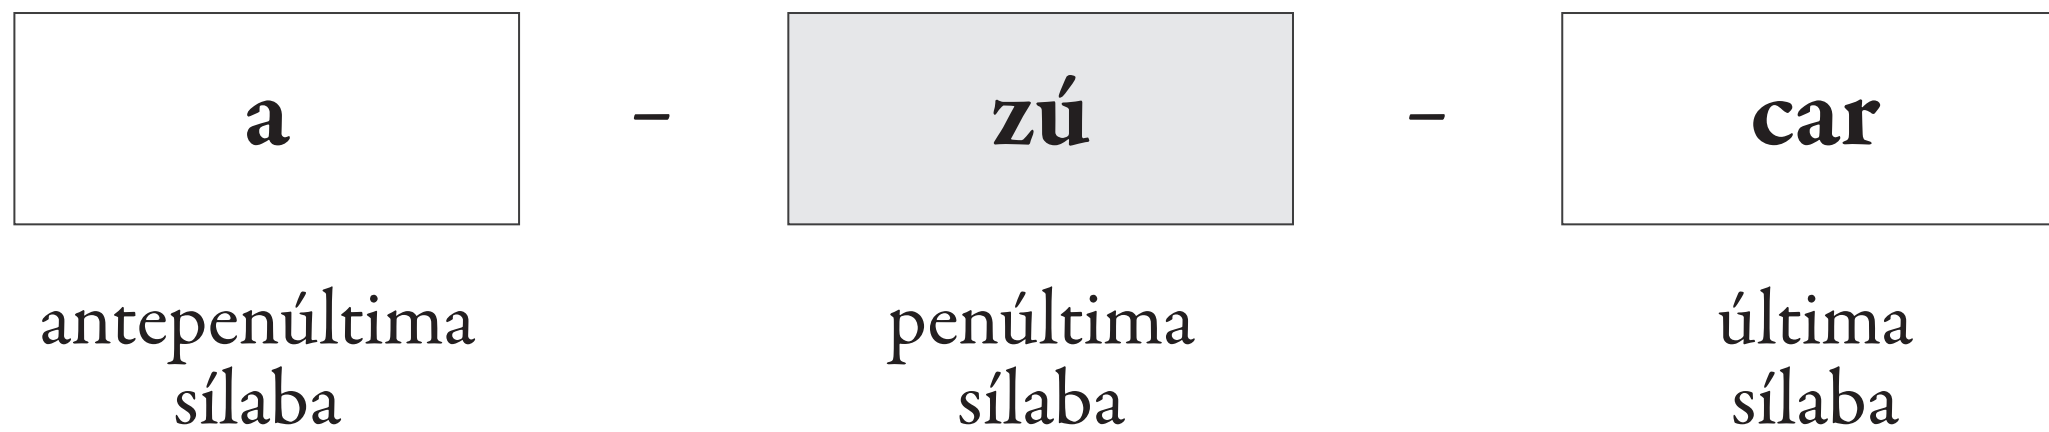 a – zú – car
antepenúltima penúltima última
sílaba sílaba sílaba